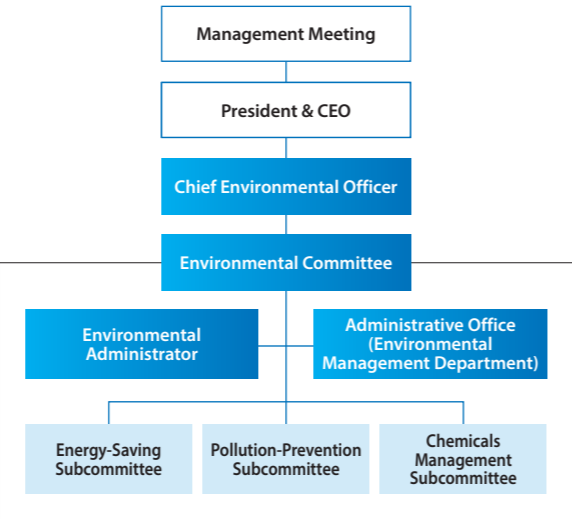 Management Meeting
President & CEO
Chief Environmental Officer
Environmental Committee
Environmental
Administrator
Administrative Office
(Environmental
Management Department)
Energy-Saving
Subcommittee
Pollution-Prevention
Subcommittee
Chemicals
Management
Subcommittee